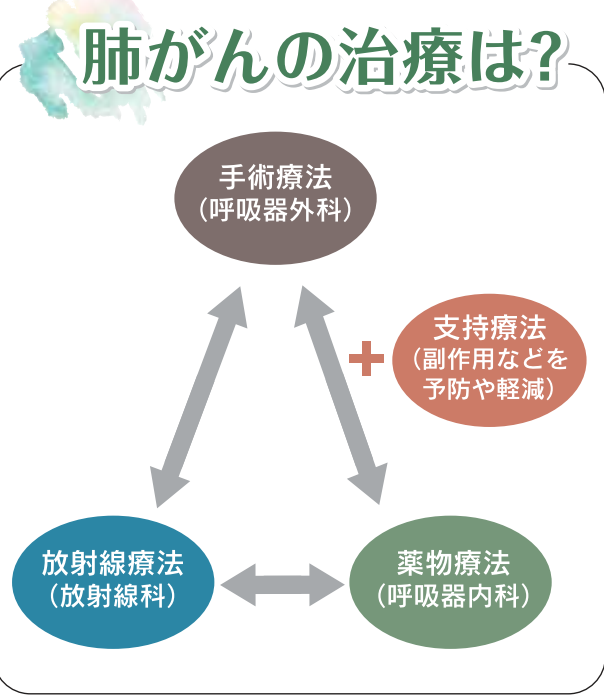 肺がんの治療は?
手術療法
（呼吸器外科）
+
支持療法
（副作用などを
予防や軽減）
放射線療法
（放射線科）
薬物療法
（呼吸器内科）